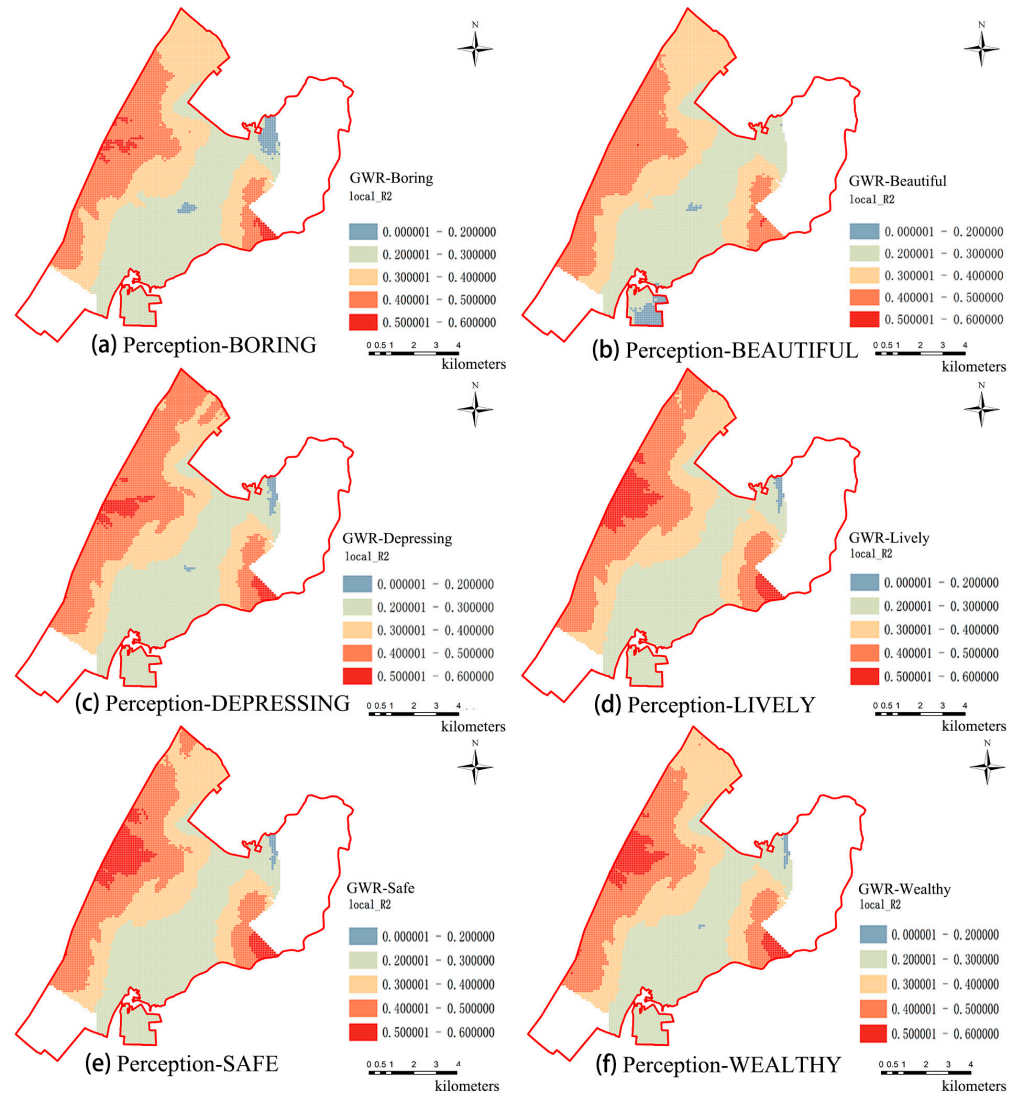 N
GWR-Boring
local_R2
0.000001 - 0.200000
0.200001 - 0.300000
0.300001 - 0.400000
0.400001 - 0.500000
0.500001 - 0.600000
(a) Perception-BORING
0 0.5 1 2 3 4
kilometers
N
GWR-Beautiful
local_R2
0.000001 - 0.200000
0.200001 - 0.300000
0.300001 - 0.400000
0.400001 - 0.500000
0.500001 - 0.600000
(b) Perception-BEAUTIFUL
0 0.5 1 2 3 4
kilometers
N
GWR-Depressing
local_R2
0.000001 - 0.200000
0.200001 - 0.300000
0.300001 - 0.400000
0.400001 - 0.500000
0.500001 - 0.600000
(c) Perception-DEPRESSING
0 0.5 1 2 3 4
kilometers
N
GWR-Lively
local_R2
0.000001 - 0.200000
0.200001 - 0.300000
0.300001 - 0.400000
0.400001 - 0.500000
0.500001 - 0.600000
(d) Perception-LIVELY
0 0.5 1 2 3 4
kilometers
N
GWR-Safe
local_R2
0.000001 - 0.200000
0.200001 - 0.300000
0.300001 - 0.400000
0.400001 - 0.500000
0.500001 - 0.600000
(e) Perception-SAFE
0 0.5 1 2 3 4
kilometers
N
GWR-Wealthy
local_R2
0.000001 - 0.200000
0.200001 - 0.300000
0.300001 - 0.400000
0.400001 - 0.500000
0.500001 - 0.600000
(f) Perception-WEALTHY
0 0.5 1 2 3 4
kilometers